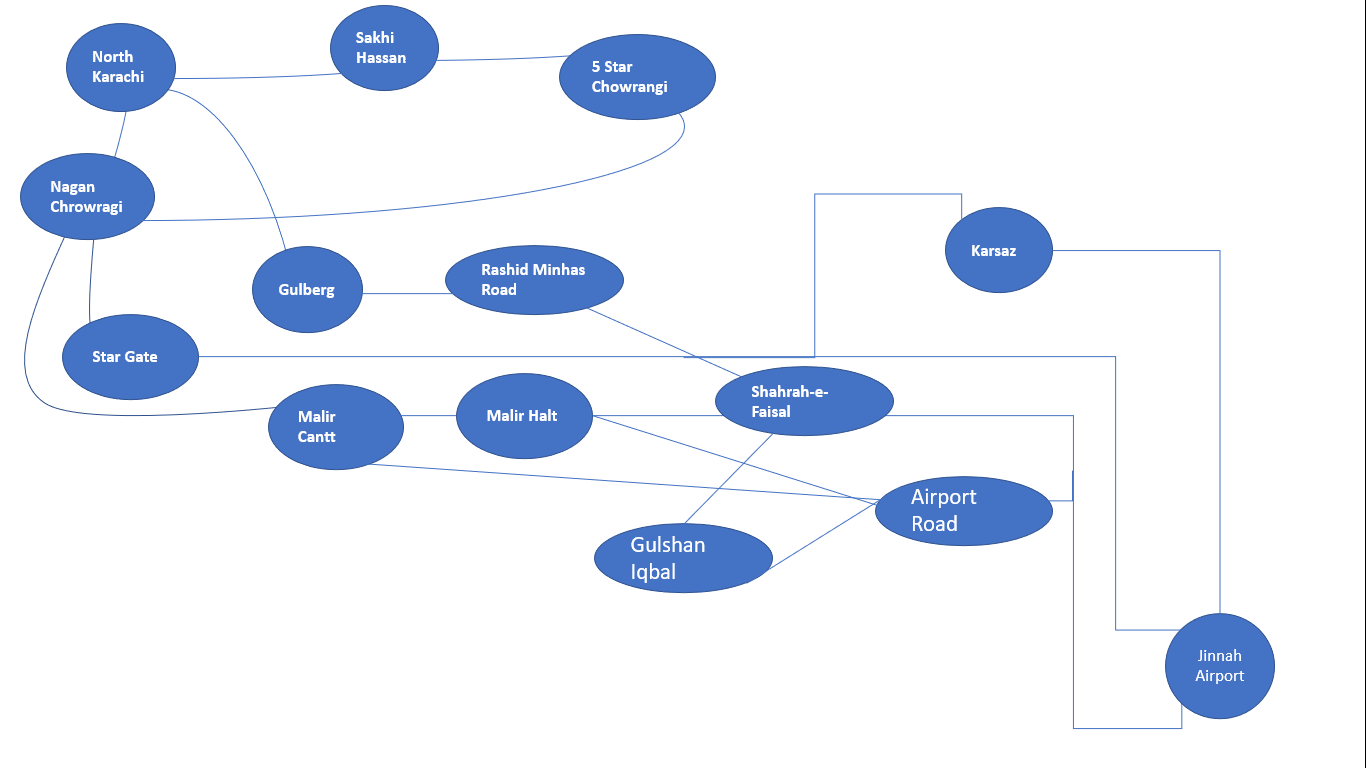 North
Karachi
Sakhi
Hassan
5 Star
Chowrangi
Nagan
Chrowragi
Gulberg
Rashid Minhas
Road
Karsaz
Star Gate
Malir
Cantt
Malir Halt
Shahrah-e-
Faisal
Airport
Road
Gulshan
Iqbal
Jinnah
Airport